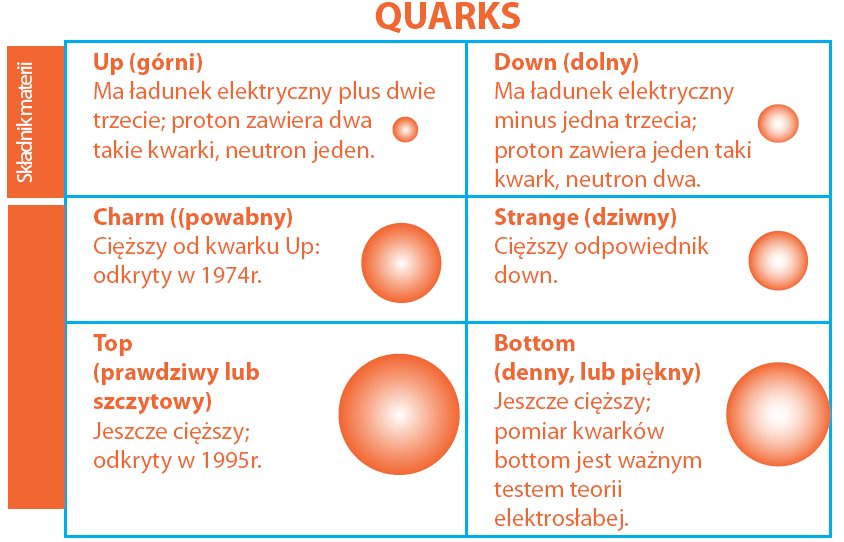 QUARKS
Składnik materii
Up (górni)
Ma ładunek elektryczny plus dwie
trzecie; proton zawiera dwa
takie kwarki, neutron jeden.
Down (dolny)
Ma ładunek elektryczny
minus jedna trzecia;
proton zawiera jeden taki
kwark, neutron dwa.
Charm ((powabny)
Cięższy od kwarku Up:
odkryty w 1974r.
Strange (dziwny)
Cięższy odpowiednik
down.
Top
(prawdziwy lub
szczytowy)
Jeszcze cięższy;
odkryty w 1995r.
Bottom
(denny, lub piękny)
Jeszcze cięższy;
pomiar kwarków
bottom jest ważnym
testem teorii
elektrosłabej.